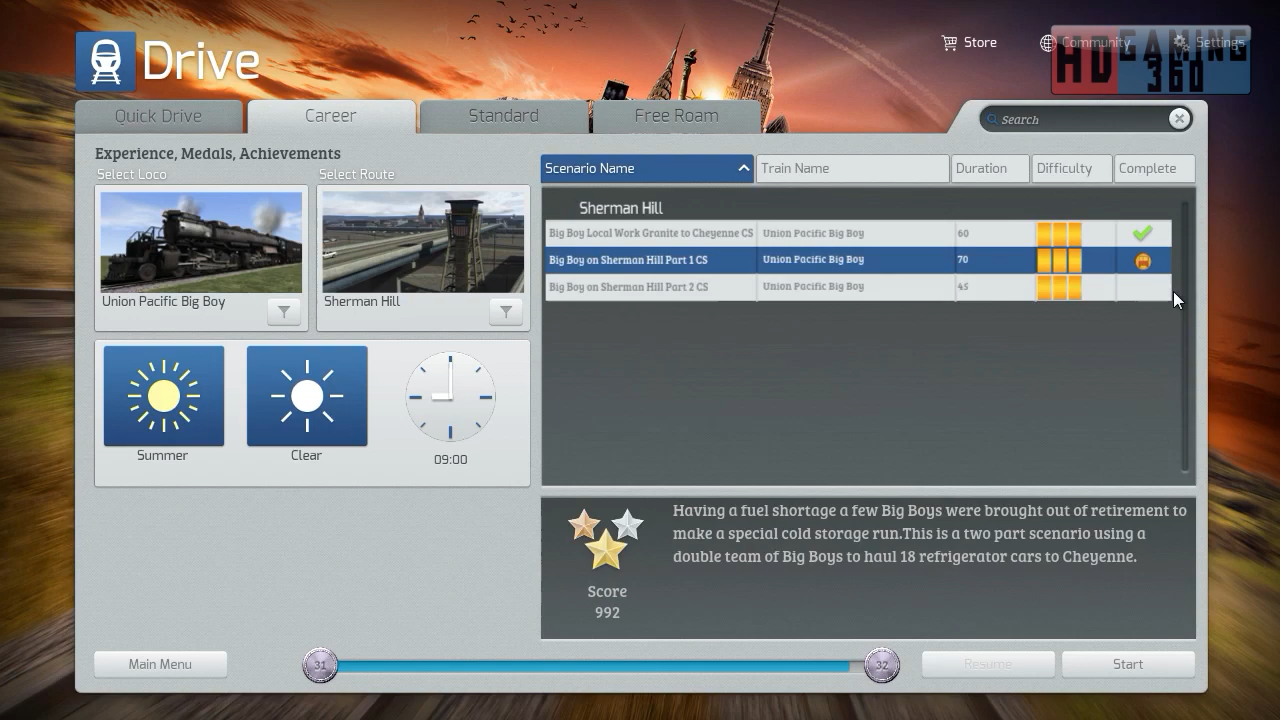 Drive
Store
Community
Settings
HD GAMING 360
Quick Drive
Career
Standard
Free Roam
Search
Experience, Medals, Achievements
Select Loco
Select Route
Union Pacific Big Boy
Sherman Hill
Summer
Clear
09:00
Scenario Name
Train Name
Duration
Difficulty
Complete
Sherman Hill
Big Boy Local Work Granite to Cheyenne CS Union Pacific Big Boy 60
Big Boy on Sherman Hill Part 1 CS Union Pacific Big Boy 70
Big Boy on Sherman Hill Part 2 CS Union Pacific Big Boy 45
Having a fuel shortage a few Big Boys were brought out of retirement to
make a special cold storage run.This is a two part scenario using a
double team of Big Boys to haul 18 refrigerator cars to Cheyenne.
Score
992
Main Menu
31
32
Resume
Start